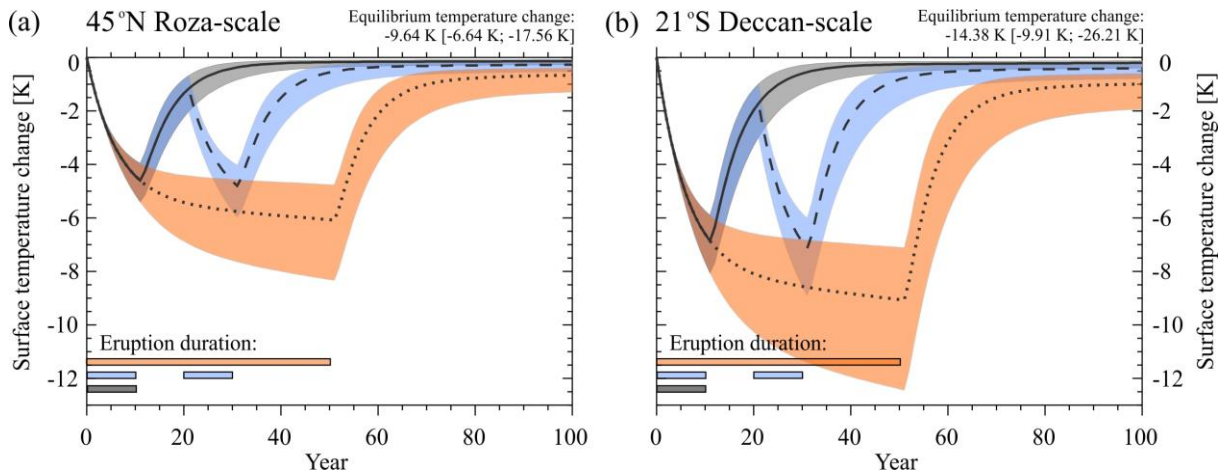 (a) 45°N Roza-scale
Equilibrium temperature change:
-9.64 K [-6.64 K; -17.56 K]
Surface temperature change [K]
0
-2
-4
-6
-8
-10
-12
Eruption duration:
0 20 40 60 80 100
Year
(b) 21°S Deccan-scale
Equilibrium temperature change:
-14.38 K [-9.91 K; -26.21 K]
0
-2
-4
-6
-8
-10
-12
Surface temperature change [K]
Eruption duration:
0 20 40 60 80 100
Year